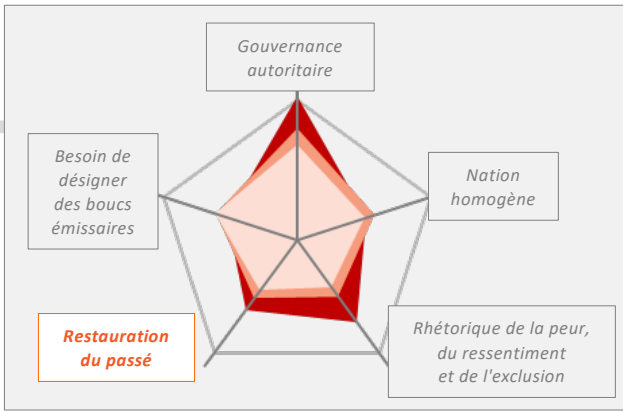 Gouvernance
autoritaire
Besoin de
désigner
des boucs
émissaires
Nation
homogène
Restauration
du passé
Rhétorique de la peur,
du ressentiment
et de l'exclusion